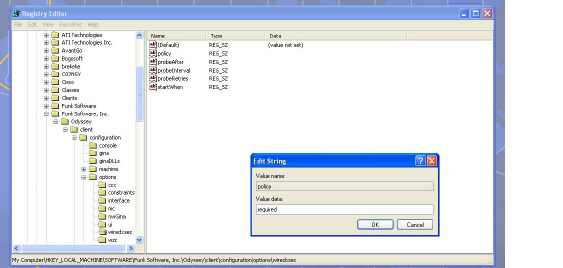 Registry Editor
File Edit View Favorites Help
Name Type Data
ATI Technologies
ATI Technologies Inc.
AvantGo
Bogosoft
brekeke
C07ft5V
Cisco
Classes
Clients
Funk Software
Funk Software, Inc.
Odyssey
client
configuration
console
gina
ginaDLLs
machine
options
ccc
constraints
interface
nic
nwGina
ui
wiredxsec
wzc
(Default) REG_SZ (value not set)
policy REG_SZ
probeAfter REG_SZ
probeInterval REG_SZ
probeRetries REG_SZ
startWhen REG_SZ
Edit String
Value name:
policy
Value data:
required
OK Cancel
My Computer\HKEY_LOCAL_MACHINE\SOFTWARE\Funk Software, Inc.\Odyssey\client\configuration\options\wiredxsec